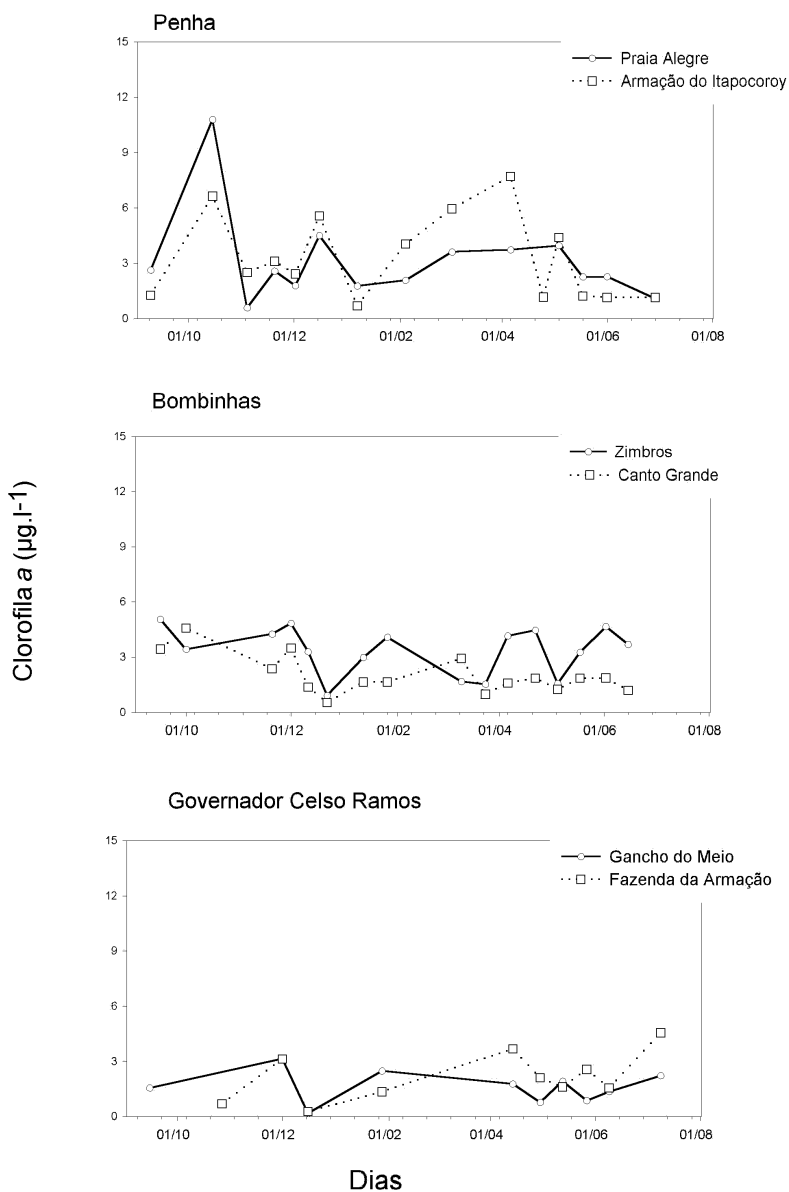 Penha
15
Praia Alegre
Armação do Itapocoroy
12
9
6
3
0
01/10 01/12 01/02 01/04 01/06 01/08
Bombinhas
15
Zimbros
Canto Grande
12
9
6
3
0
01/10 01/12 01/02 01/04 01/06 01/08
Clorofila a (µg.l-1)
Governador Celso Ramos
15
Gancho do Meio
Fazenda da Armação
12
9
6
3
0
01/10 01/12 01/02 01/04 01/06 01/08
Dias